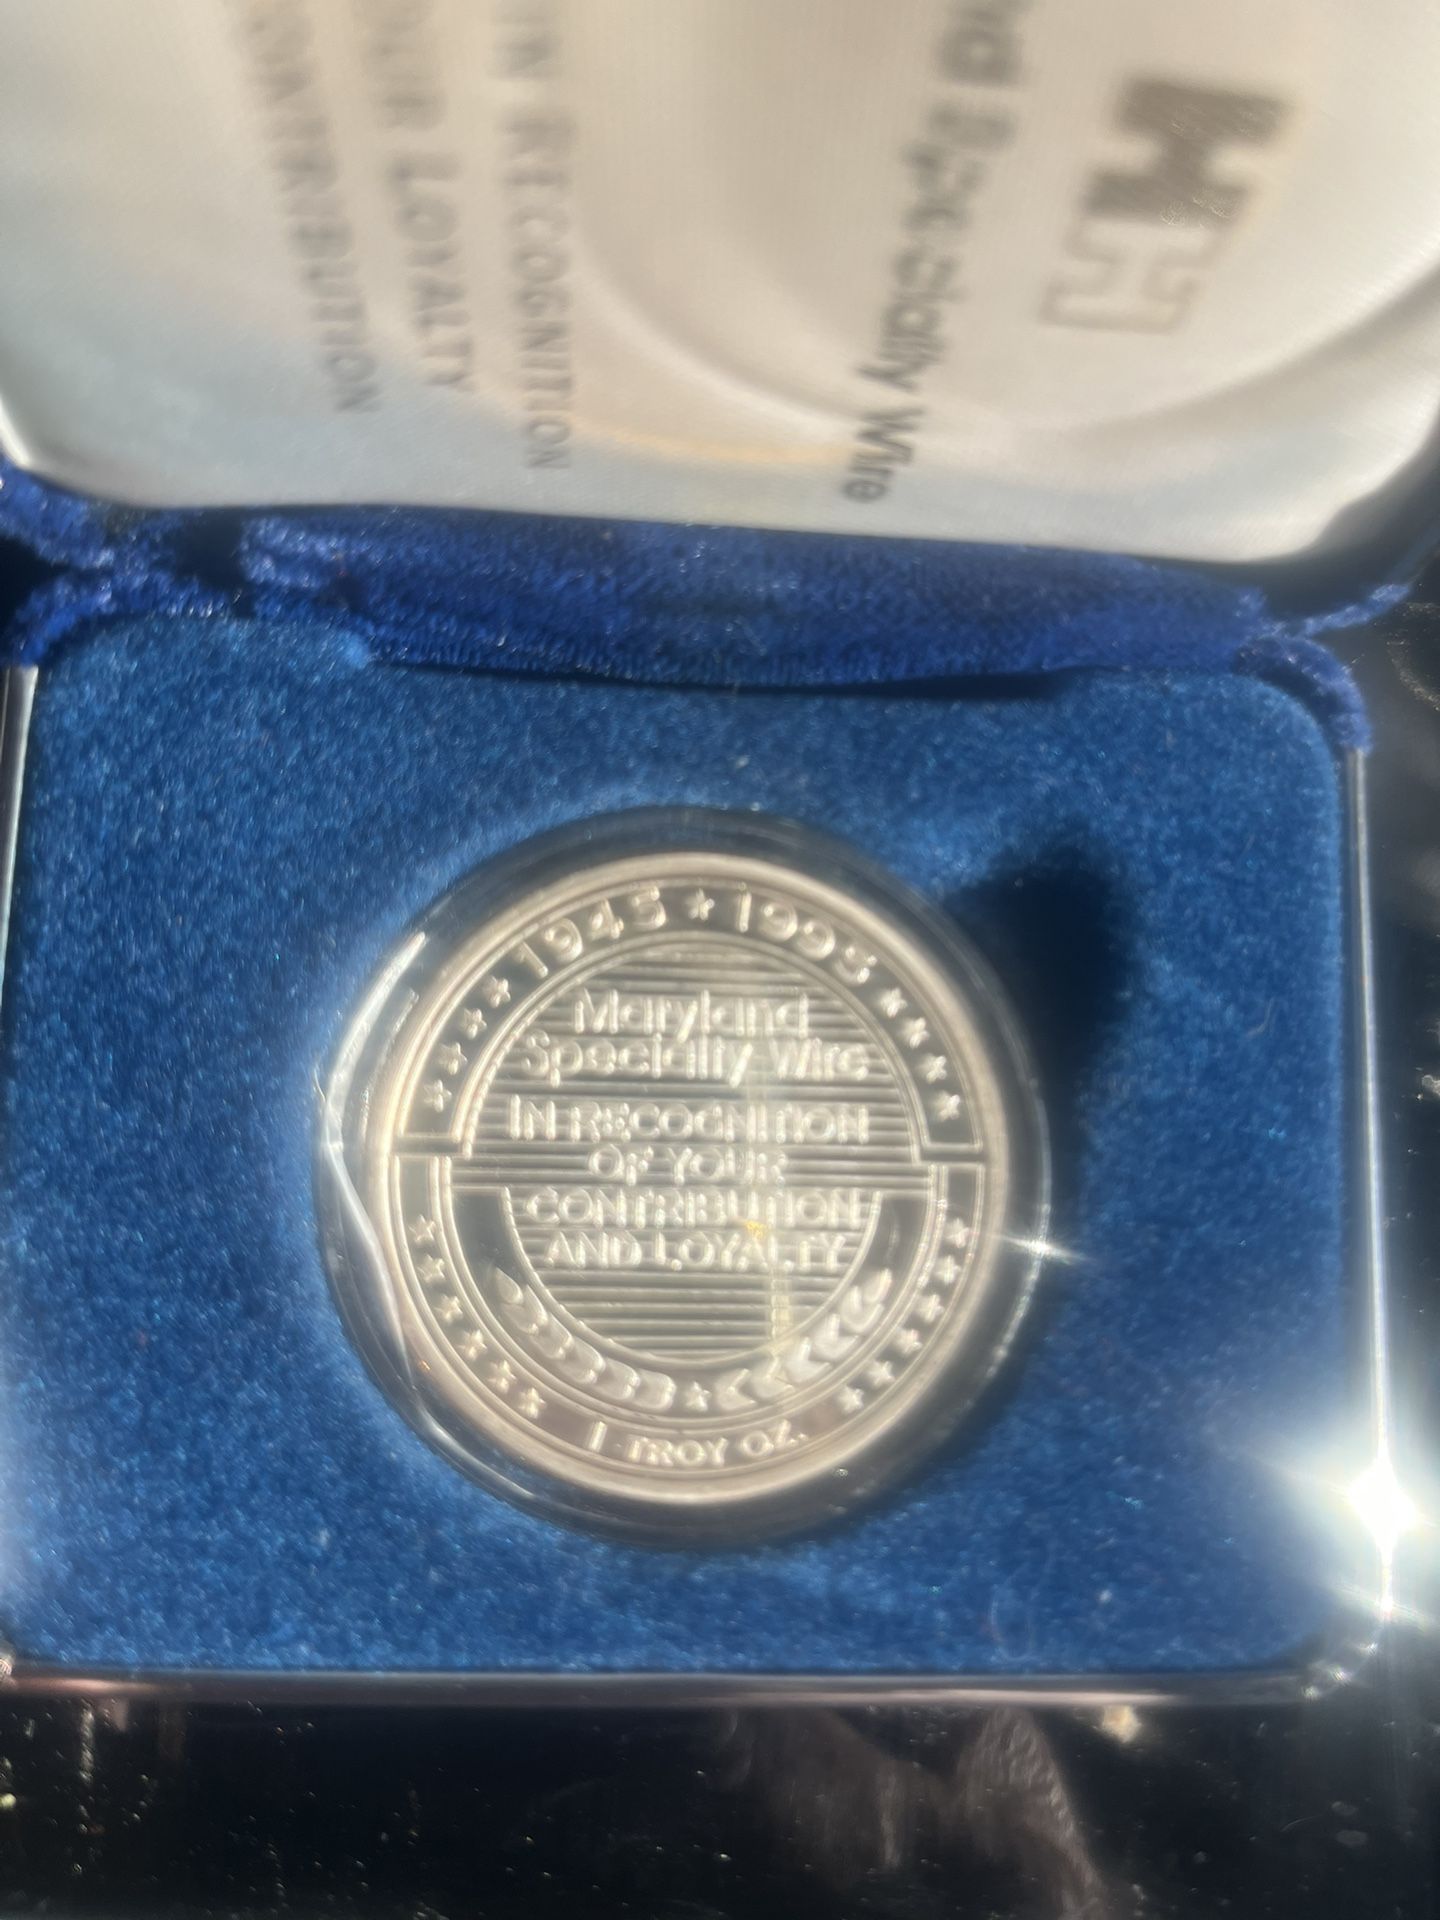 HH
Specialty Wire
IN RECOGNITION
LOYALTY
1945 ★ 1995
Maryland
Specialty Wire
IN RECOGNITION
OF YOUR
CONTRIBUTION
AND LOYALTY
1 TROY OZ.